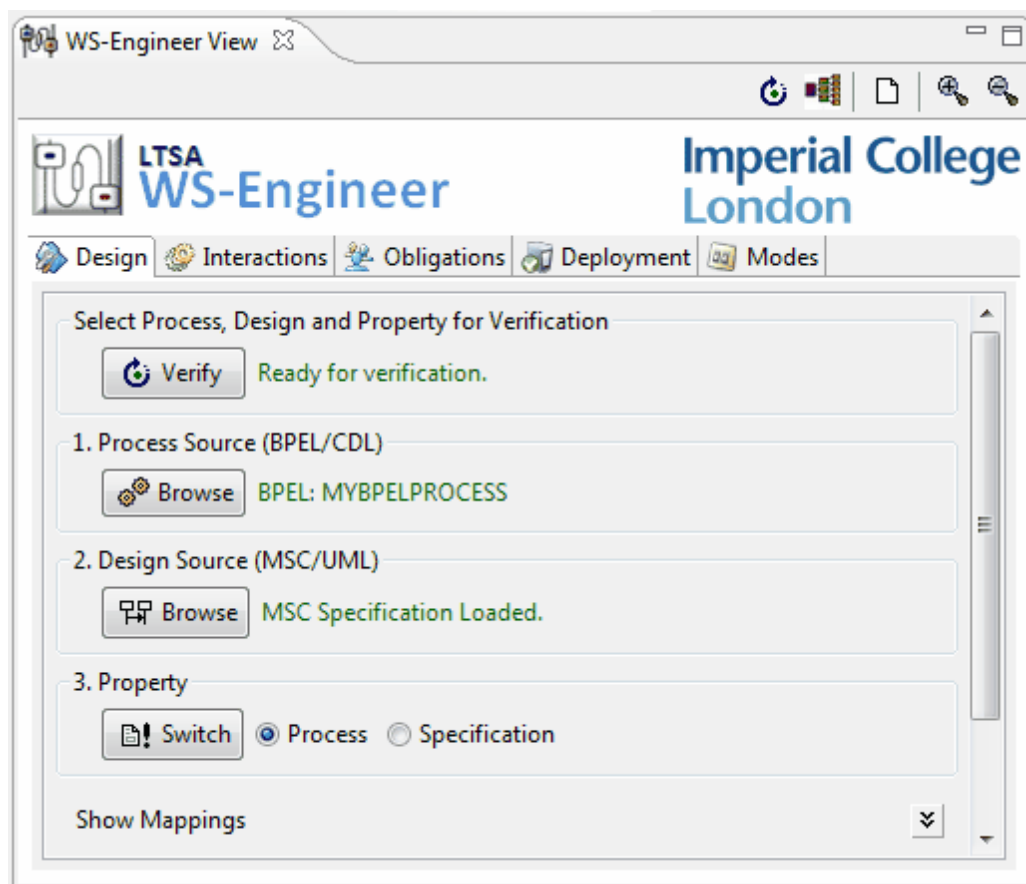 WS-Engineer View
LTSA
WS-Engineer
Imperial College
London
Design Interactions Obligations Deployment Modes
Select Process, Design and Property for Verification
Verify Ready for verification.
1. Process Source (BPEL/CDL)
Browse BPEL: MYBPELPROCESS
2. Design Source (MSC/UML)
Browse MSC Specification Loaded.
3. Property
Switch Process Specification
Show Mappings